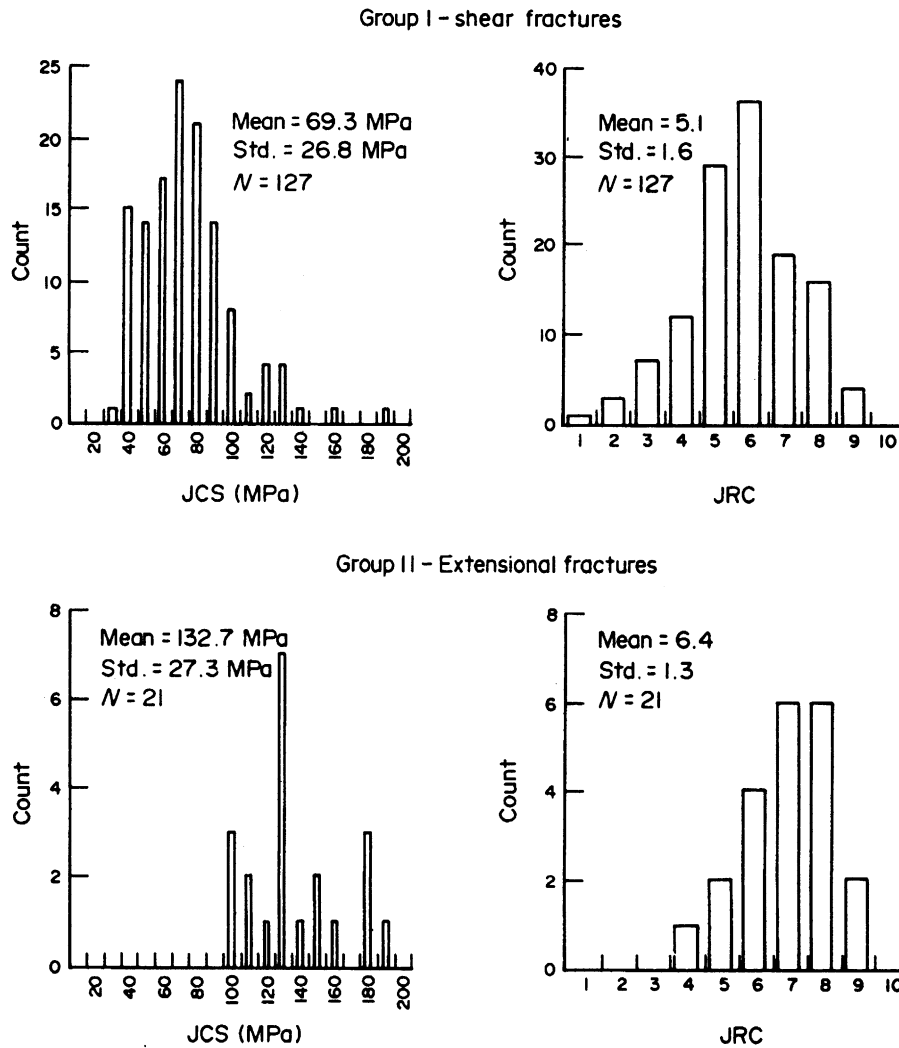 Group I - shear fractures
25
20
15
10
5
0
Count
Mean = 69.3 MPa
Std. = 26.8 MPa
N = 127
20 40 60 80 100 120 140 160 180 200
JCS (MPa)
40
30
20
10
0
Count
Mean = 5.1
Std. = 1.6
N = 127
1 2 3 4 5 6 7 8 9 10
JRC
Group II - Extensional fractures
8
6
4
2
0
Count
Mean = 132.7 MPa
Std. = 27.3 MPa
N = 21
20 40 60 80 100 120 140 160 180 200
JCS (MPa)
8
6
4
2
0
Count
Mean = 6.4
Std. = 1.3
N = 21
1 2 3 4 5 6 7 8 9 10
JRC